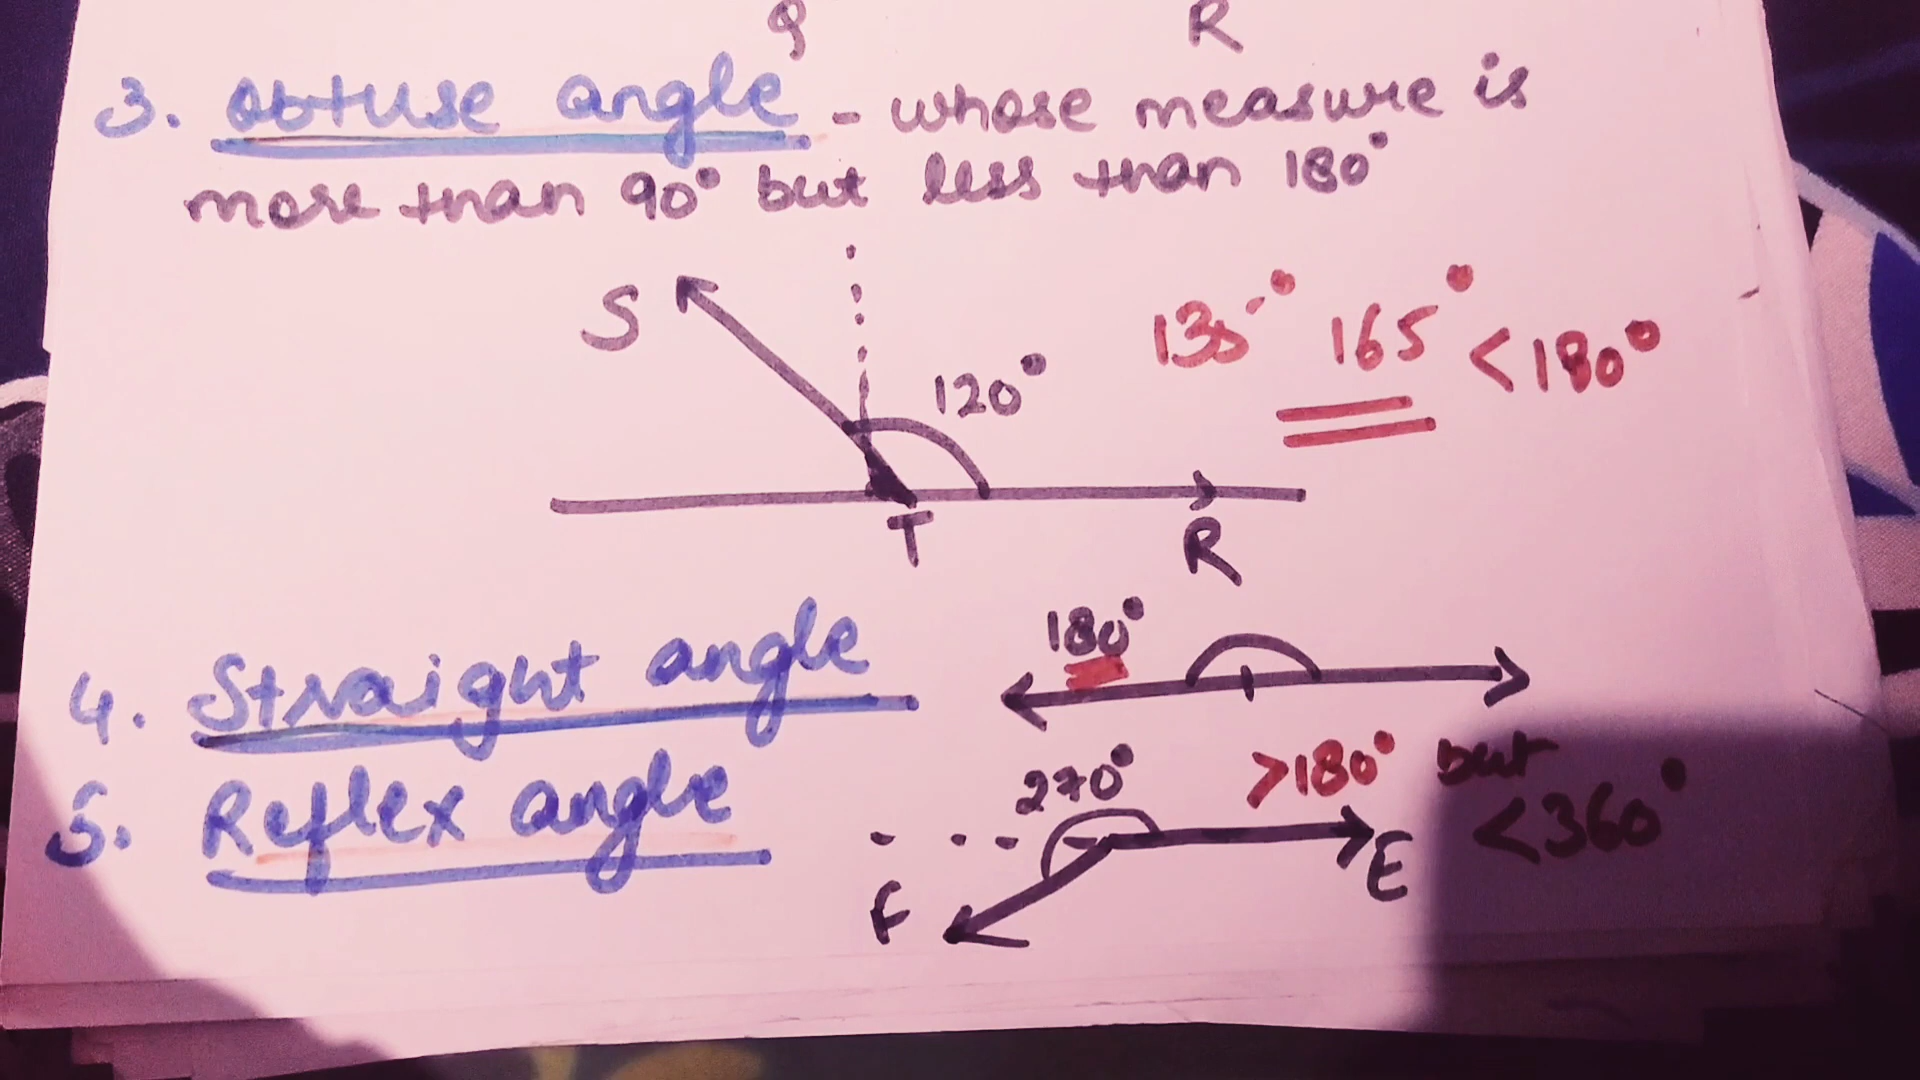 Q R
3. obtuse angle - whose measure is
more than 90° but less than 180°
S
120°
135° 165° < 180°
T R
4. Straight angle 180°
5. Reflex angle 270° >180° but
<360°
F E